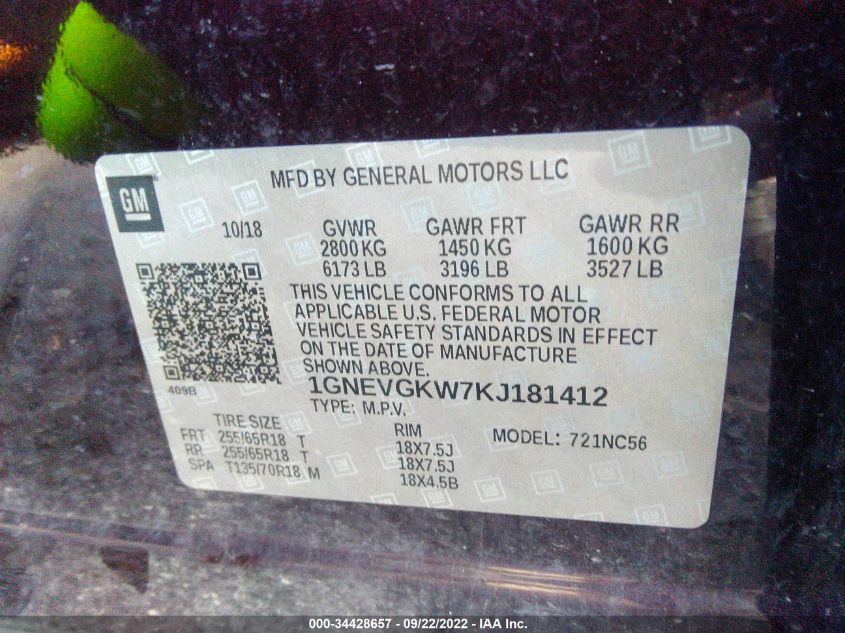 GM
MFD BY GENERAL MOTORS LLC
10/18 GVWR GAWR FRT GAWR RR
2800 KG 1450 KG 1600 KG
6173 LB 3196 LB 3527 LB
THIS VEHICLE CONFORMS TO ALL
APPLICABLE U.S. FEDERAL MOTOR
VEHICLE SAFETY STANDARDS IN EFFECT
ON THE DATE OF MANUFACTURE
SHOWN ABOVE.
409B
1GNEVGKW7KJ181412
TYPE: M.P.V.
TIRE SIZE RIM MODEL: 721NC56
FRT 255/65R18 T 18X7.5J
RR 255/65R18 T 18X7.5J
SPA T135/70R18 M 18X4.5B
000-34428657 - 09/22/2022 - IAA Inc.